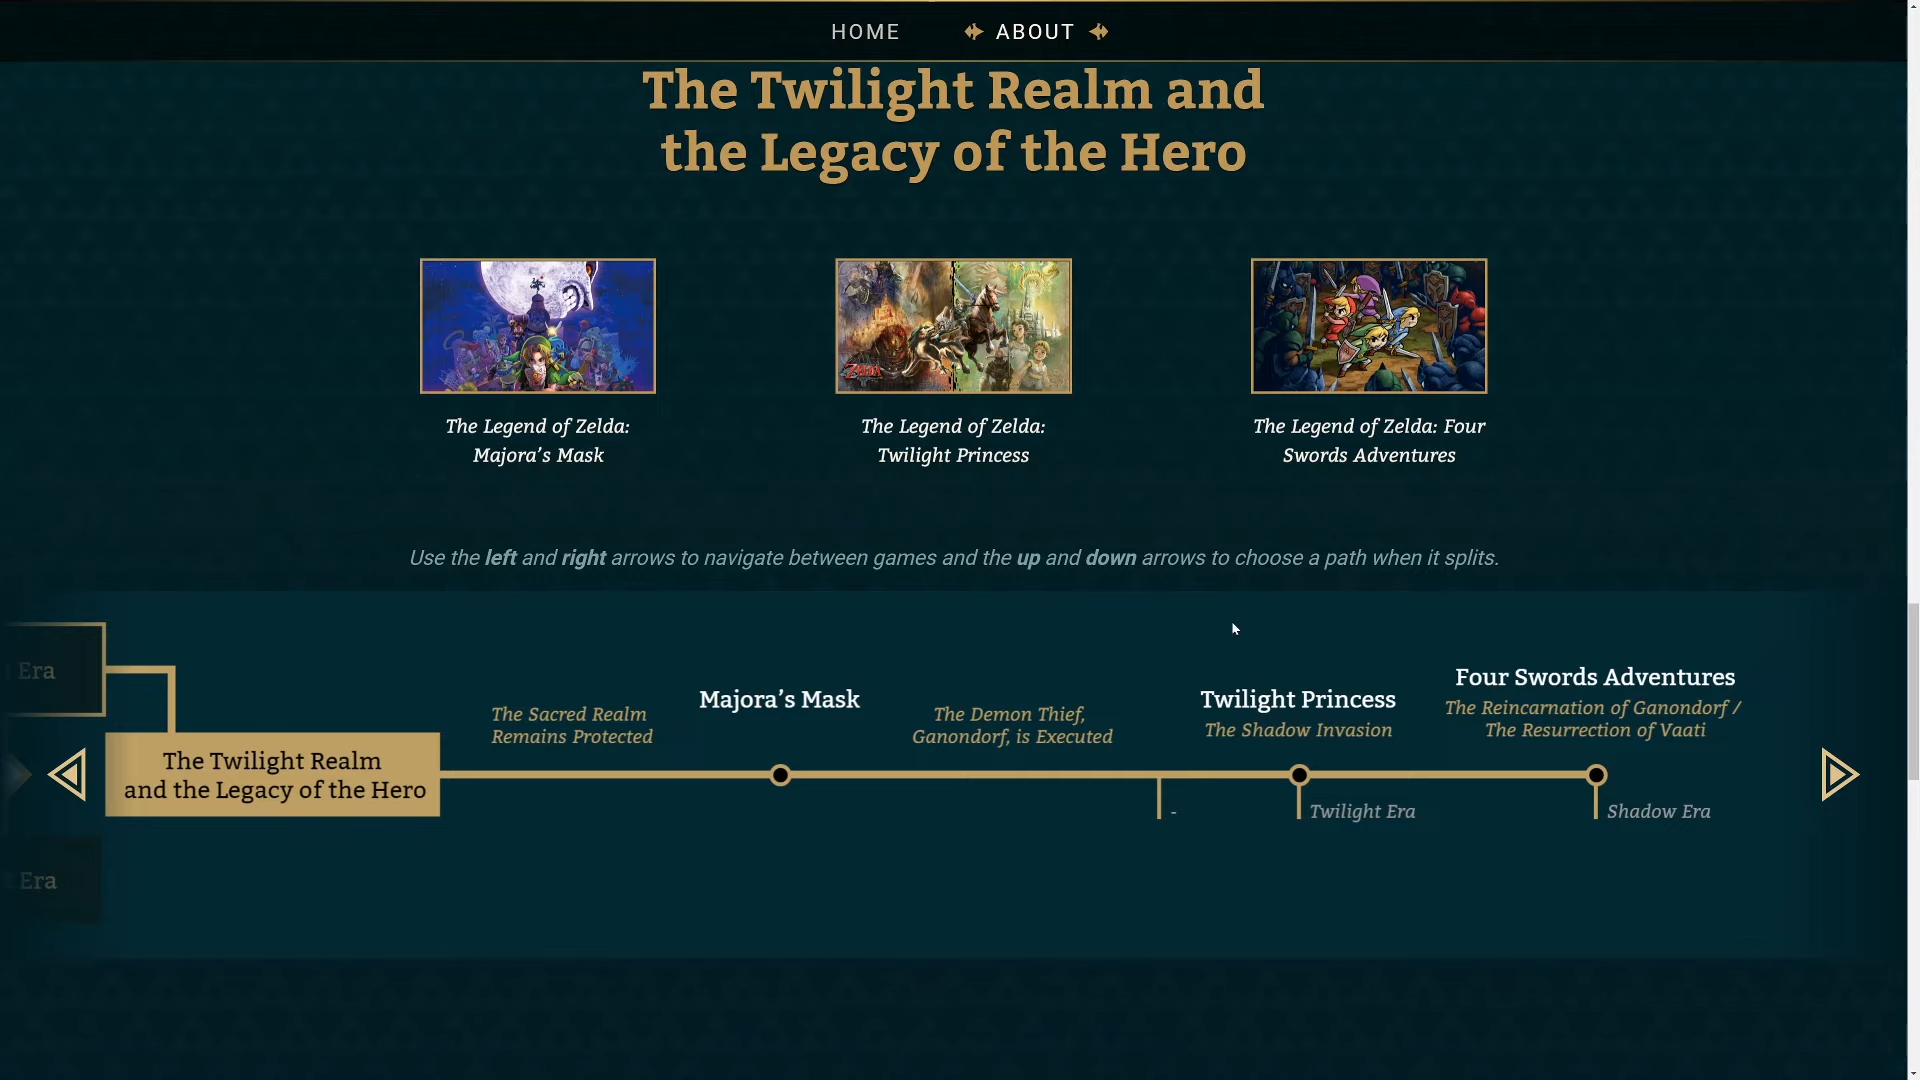 HOME
ABOUT
The Twilight Realm and
the Legacy of the Hero
ZELDA
The Legend of Zelda:
Majora's Mask
The Legend of Zelda:
Twilight Princess
The Legend of Zelda: Four
Swords Adventures
Use the left and right arrows to navigate between games and the up and down arrows to choose a path when it splits.
Era
The Twilight Realm
and the Legacy of the Hero
Era
The Sacred Realm
Remains Protected
Majora's Mask
The Demon Thief,
Ganondorf, is Executed
-
Twilight Princess
The Shadow Invasion
Twilight Era
Four Swords Adventures
The Reincarnation of Ganondorf /
The Resurrection of Vaati
Shadow Era